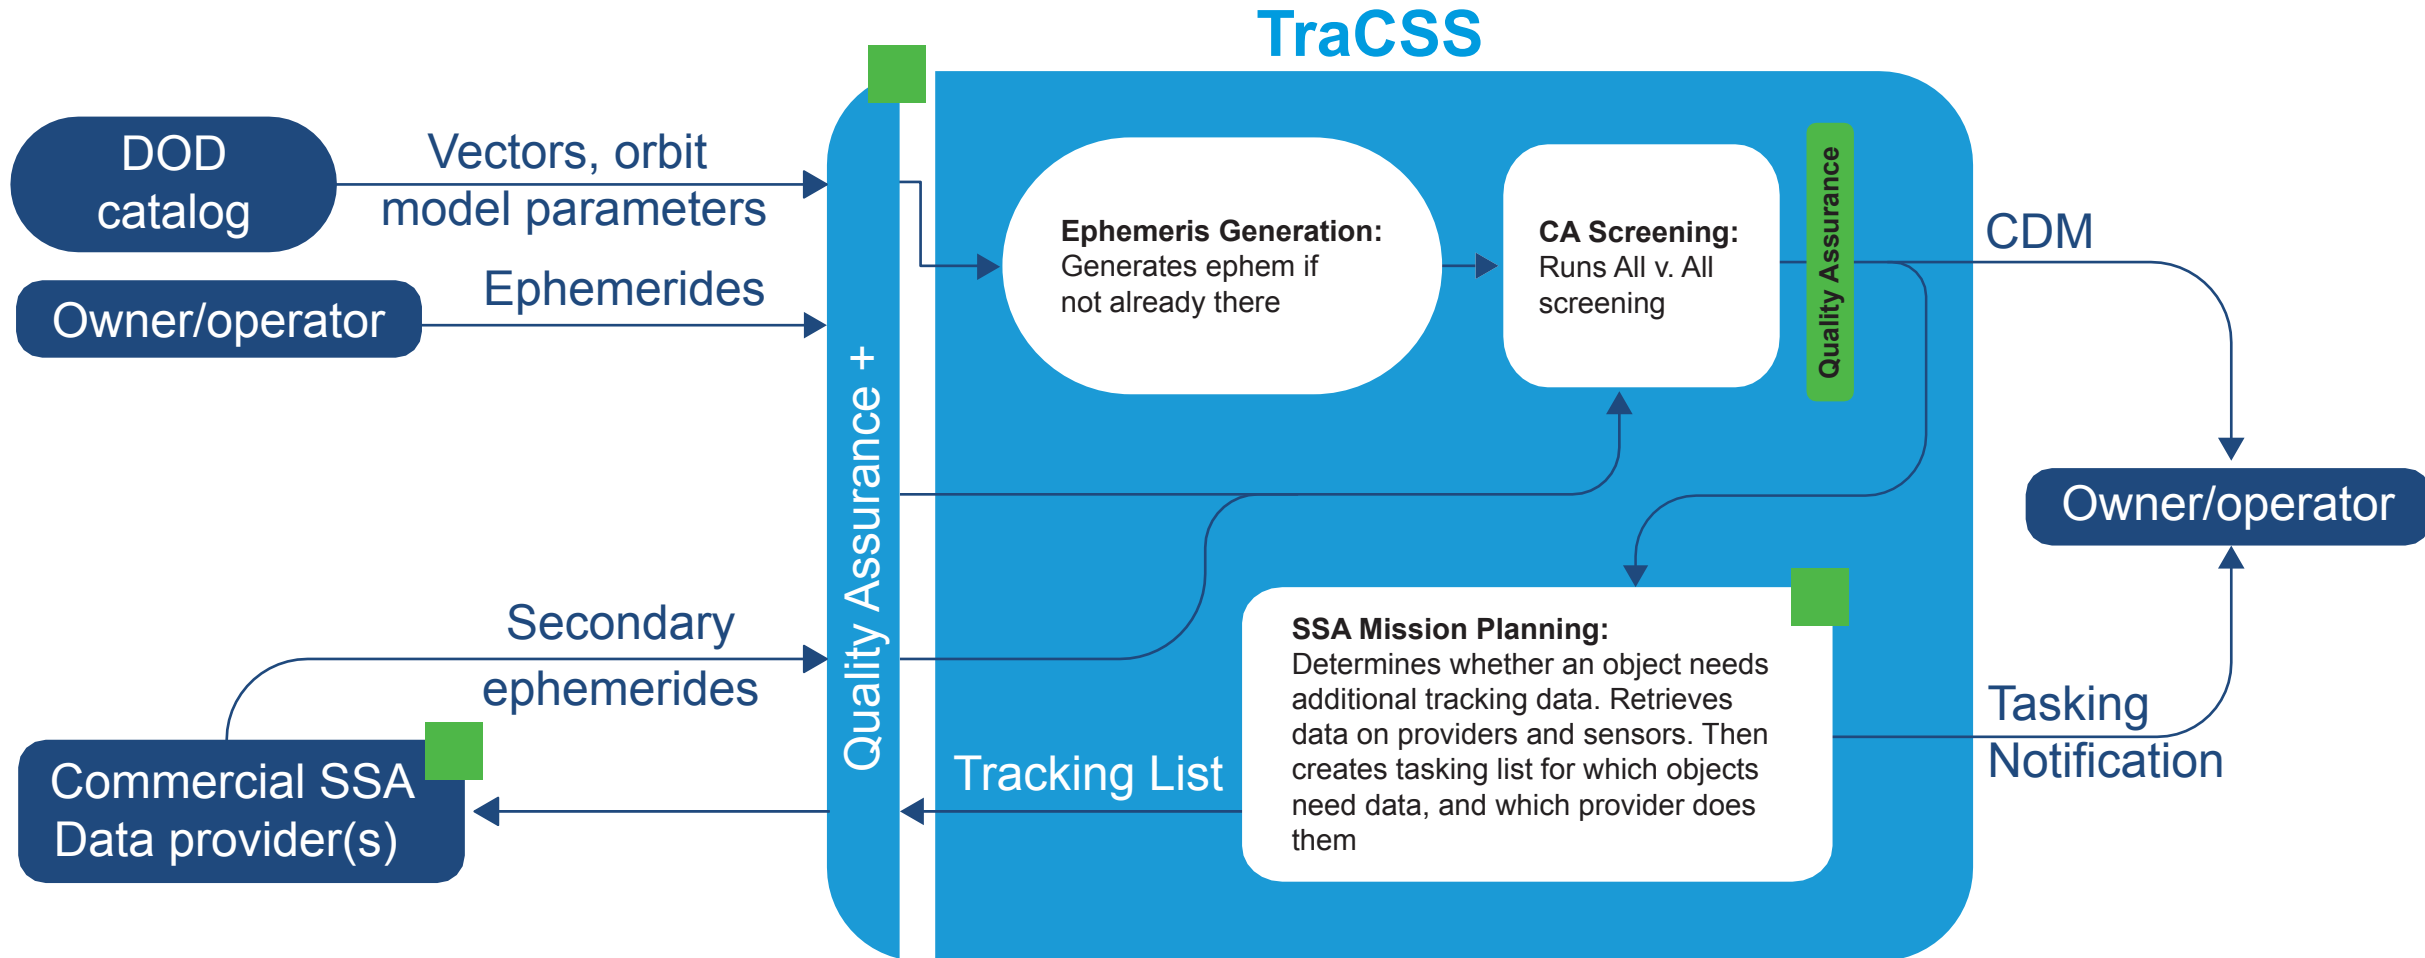 TraCSS
DOD
catalog
Vectors, orbit
model parameters
Owner/operator
Ephemerides
Quality Assurance +
Ephemeris Generation:
Generates ephem if
not already there
CA Screening:
Runs All v. All
screening
Quality Assurance
CDM
Owner/operator
Secondary
ephemerides
Commercial SSA
Data provider(s)
Tracking List
SSA Mission Planning:
Determines whether an object needs
additional tracking data. Retrieves
data on providers and sensors. Then
creates tasking list for which objects
need data, and which provider does
them
Tasking
Notification